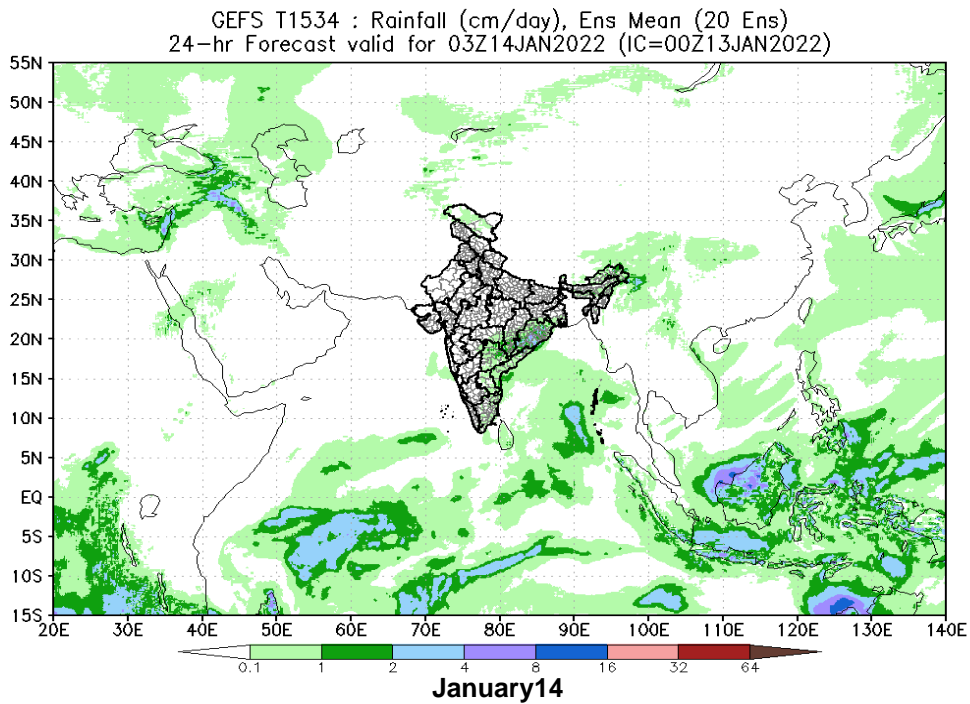 GEFS T1534 : Rainfall (cm/day), Ens Mean (20 Ens)
24-hr Forecast valid for 03Z14JAN2022 (IC=00Z13JAN2022)
55N
50N
45N
40N
35N
30N
25N
20N
15N
10N
5N
EQ
5S
10S
15S
20E 30E 40E 50E 60E 70E 80E 90E 100E 110E 120E 130E 140E
0.1 1 2 4 8 16 32 64
January14